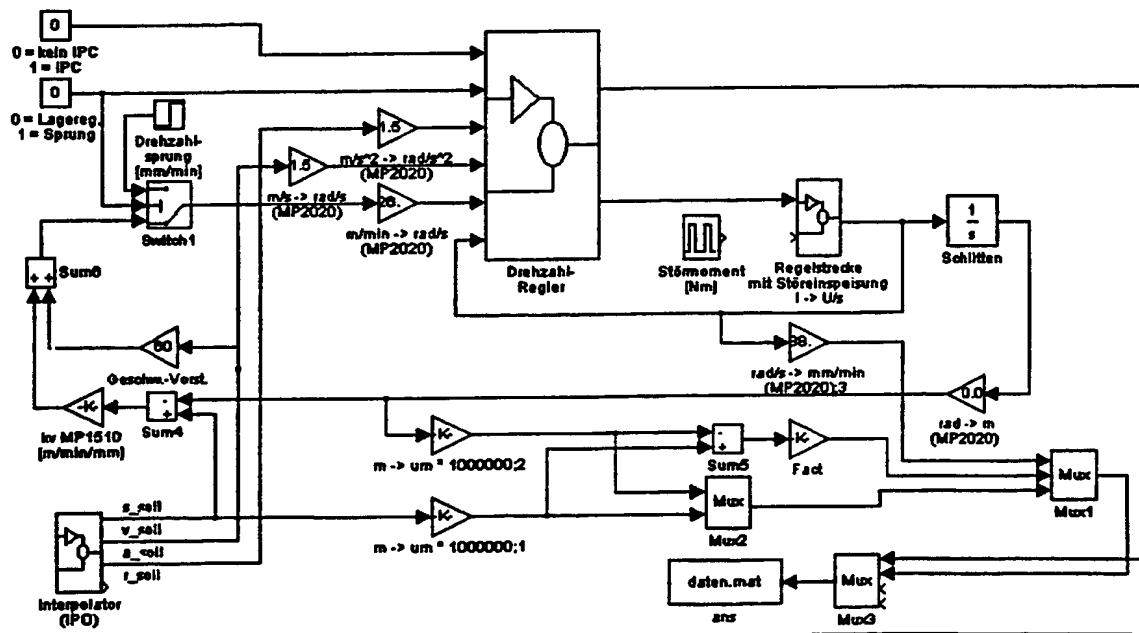 0
0 = kein IPC
1 = IPC
0
0 = Lagereg.
1 = Sprung
Drehzahl-
sprung
[mm/min]
Switch1
1.5
m/s^2 -> rad/s^2
(MP2020)
1.5
m/s -> rad/s
(MP2020)
26.
m/min -> rad/s
(MP2020)
Drehzahl-
Regler
Störmoment
[Nm]
Regelstrecke
mit Störeinspeisung
I -> U/s
1
s
Schlitten
+ +
Sum6
60
Geschw.-Vorst.
-K-
kv MP1510
[m/min/mm]
-
+
Sum4
rad/s -> mm/min
(MP2020);3
0.0
rad -> m
(MP2020)
-K-
m -> um * 1000000;2
-
+
Sum5
-K-
Fact
Mux
Mux1
Mux
Mux2
-K-
m -> um * 1000000;1
s_soll
v_soll
a_soll
r_soll
Interpolator
(IPO)
daten.mat
ans
Mux
Mux3